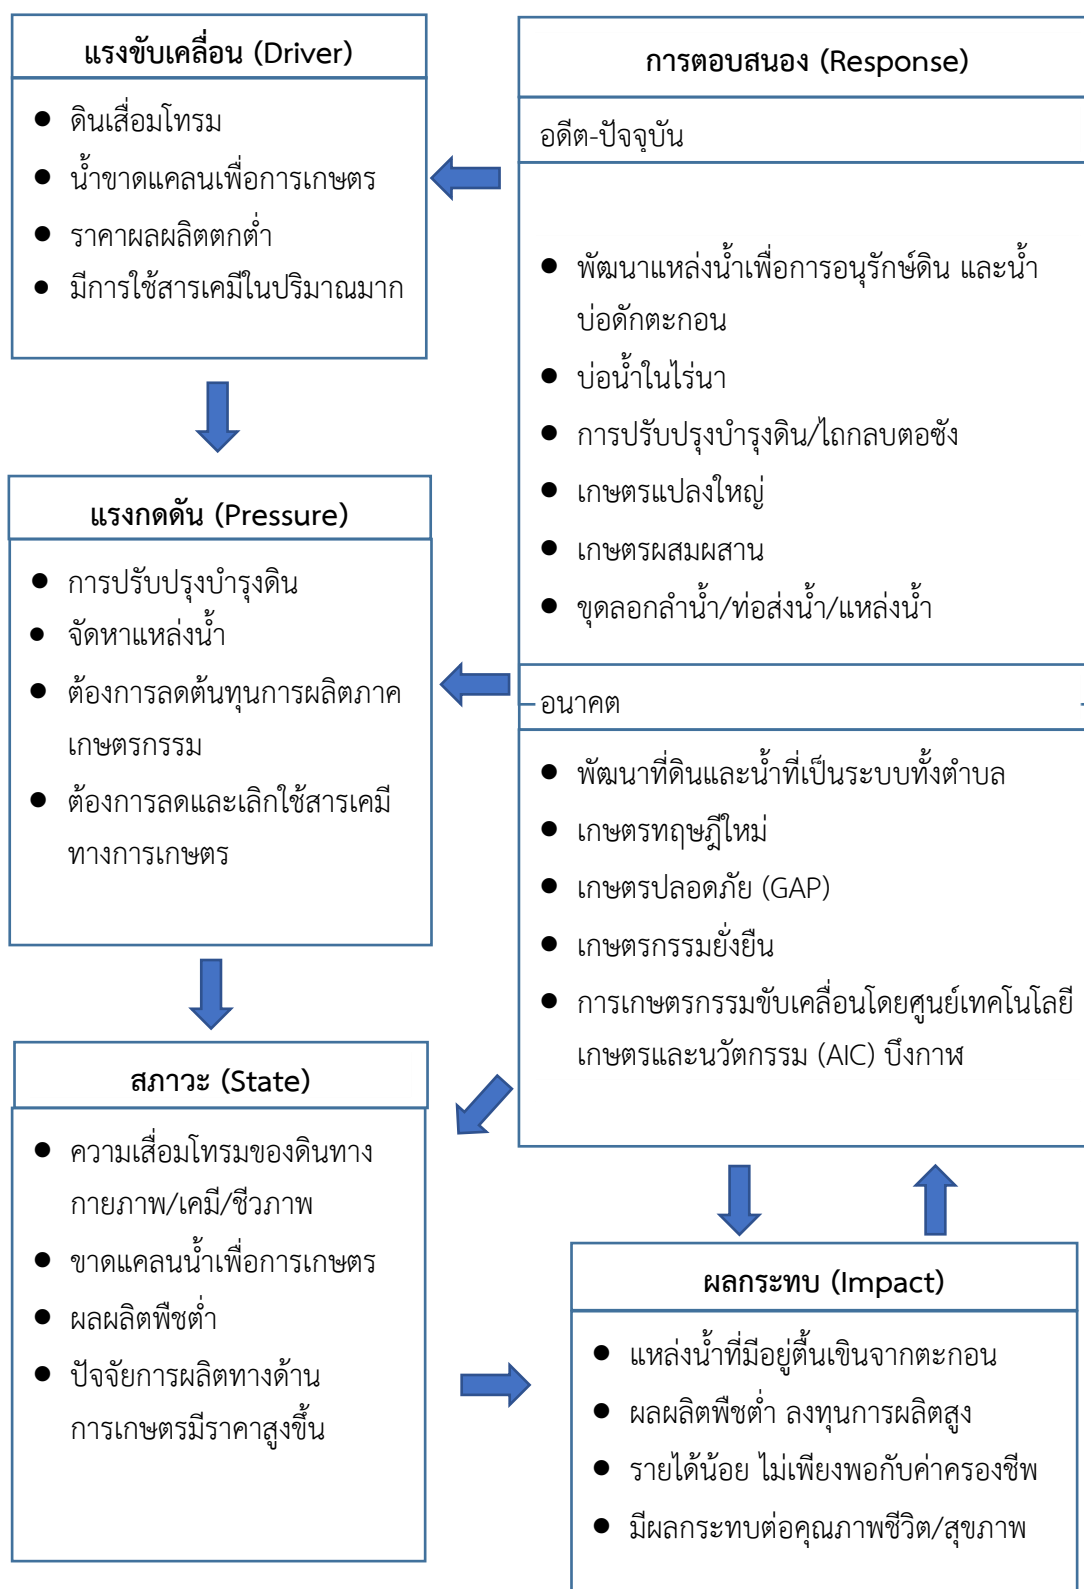 แรงขับเคลื่อน (Driver)
● ดินเสื่อมโทรม
● น้ำขาดแคลนเพื่อการเกษตร
● ราคาผลผลิตตกต่ำ
● มีการใช้สารเคมีในปริมาณมาก
แรงกดดัน (Pressure)
● การปรับปรุงบำรุงดิน
● จัดหาแหล่งน้ำ
● ต้องการลดต้นทุนการผลิตภาค
เกษตรกรรม
● ต้องการลดและเลิกใช้สารเคมี
ทางการเกษตร
สภาวะ (State)
● ความเสื่อมโทรมของดินทาง
กายภาพ/เคมี/ชีวภาพ
● ขาดแคลนน้ำเพื่อการเกษตร
● ผลผลิตพืชต่ำ
● ปัจจัยการผลิตทางด้าน
การเกษตรมีราคาสูงขึ้น
การตอบสนอง (Response)
อดีต-ปัจจุบัน
● พัฒนาแหล่งน้ำเพื่อการอนุรักษ์ดิน และน้ำ
บ่อดักตะกอน
● บ่อน้ำในไร่นา
● การปรับปรุงบำรุงดิน/ไถกลบตอซัง
● เกษตรแปลงใหญ่
● เกษตรผสมผสาน
● ขุดลอกลำน้ำ/ท่อส่งน้ำ/แหล่งน้ำ
อนาคต
● พัฒนาที่ดินและน้ำที่เป็นระบบทั้งตำบล
● เกษตรทฤษฎีใหม่
● เกษตรปลอดภัย (GAP)
● เกษตรกรรมยั่งยืน
● การเกษตรกรรมขับเคลื่อนโดยศูนย์เทคโนโลยี
เกษตรและนวัตกรรม (AIC) บึงกาฬ
ผลกระทบ (Impact)
● แหล่งน้ำที่มีอยู่ตื้นเขินจากตะกอน
● ผลผลิตพืชต่ำ ลงทุนการผลิตสูง
● รายได้น้อย ไม่เพียงพอกับค่าครองชีพ
● มีผลกระทบต่อคุณภาพชีวิต/สุขภาพ